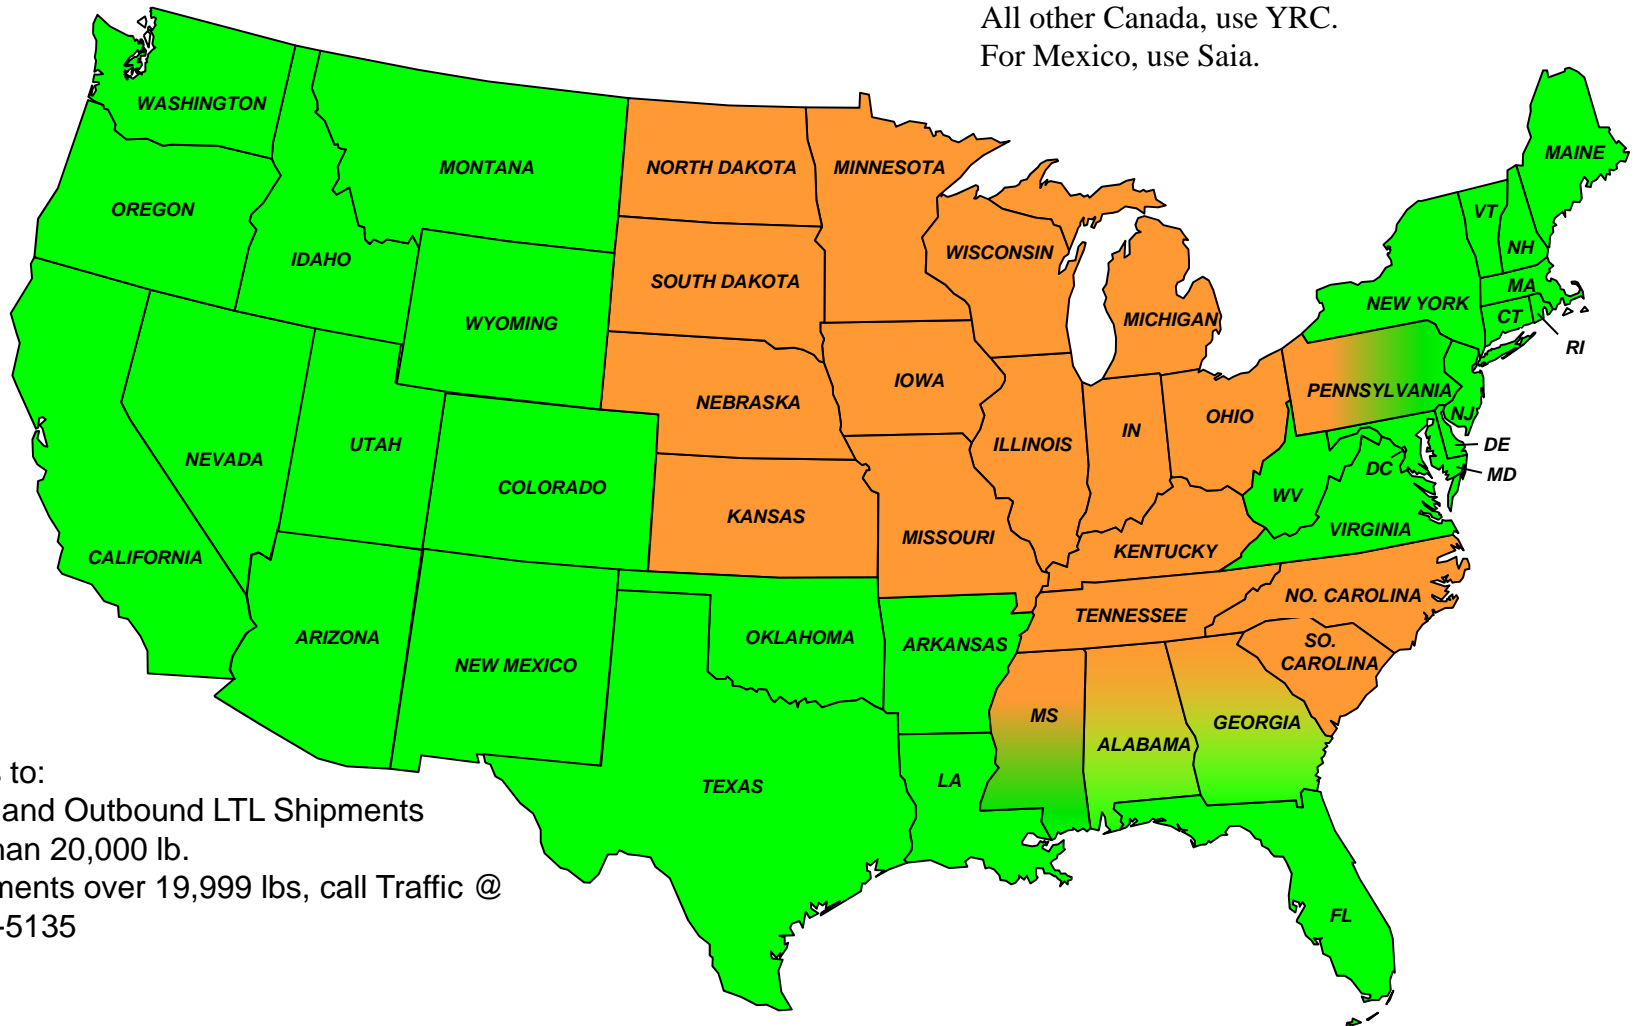 All other Canada, use YRC.
For Mexico, use Saia.
WASHINGTON
MONTANA
NORTH DAKOTA
MINNESOTA
MAINE
OREGON
IDAHO
VT
NH
WISCONSIN
SOUTH DAKOTA
MA
NEW YORK
CT
WYOMING
MICHIGAN
RI
IOWA
PENNSYLVANIA
NEBRASKA
NJ
OHIO
IN
ILLINOIS
UTAH
NEVADA
DE
DC
MD
COLORADO
WV
KANSAS
VIRGINIA
MISSOURI
KENTUCKY
CALIFORNIA
NO. CAROLINA
TENNESSEE
ARIZONA
OKLAHOMA
ARKANSAS
SO.
CAROLINA
NEW MEXICO
MS
GEORGIA
ALABAMA
LA
TEXAS
to:
and Outbound LTL Shipments
han 20,000 lb.
ments over 19,999 lbs, call Traffic @
-5135
FL